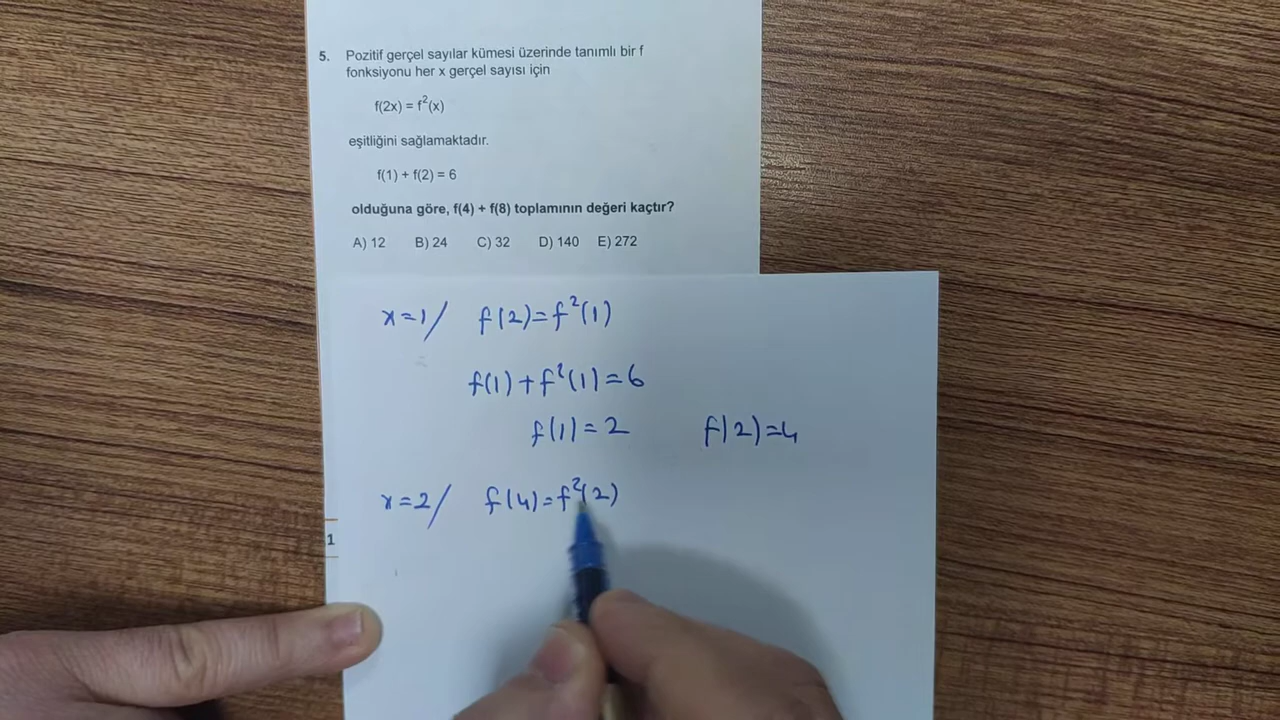 5. Pozitif gerçel sayılar kümesi üzerinde tanımlı bir f
fonksiyonu her x gerçel sayısı için
f(2x) = f²(x)
eşitliğini sağlamaktadır.
f(1) + f(2) = 6
olduğuna göre, f(4) + f(8) toplamının değeri kaçtır?
A) 12 B) 24 C) 32 D) 140 E) 272
x=1/ f(2)=f²(1)
f(1)+f²(1)=6
f(1)=2 f(2)=4
x=2/ f(4)=f²(2)
1